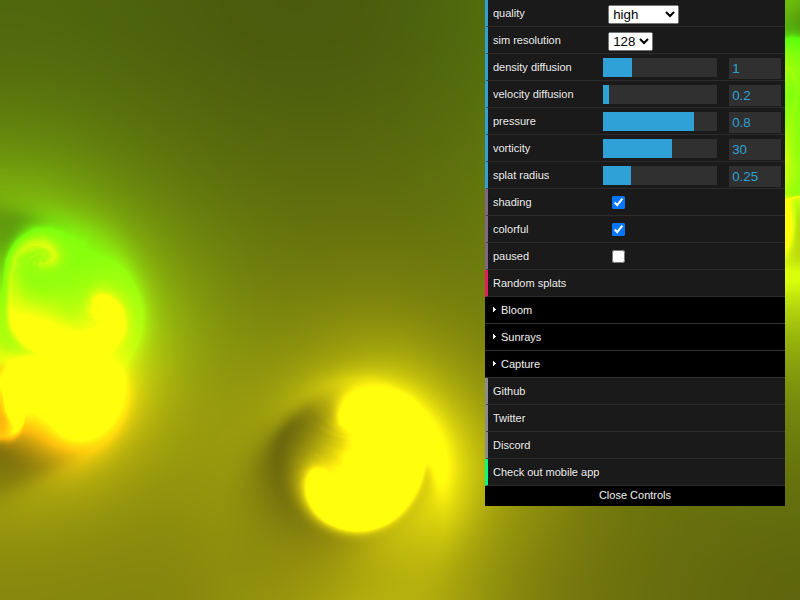 quality high
sim resolution 128
density diffusion 1
velocity diffusion 0.2
pressure 0.8
vorticity 30
splat radius 0.25
shading
colorful
paused
Random splats
Bloom
Sunrays
Capture
Github
Twitter
Discord
Check out mobile app
Close Controls